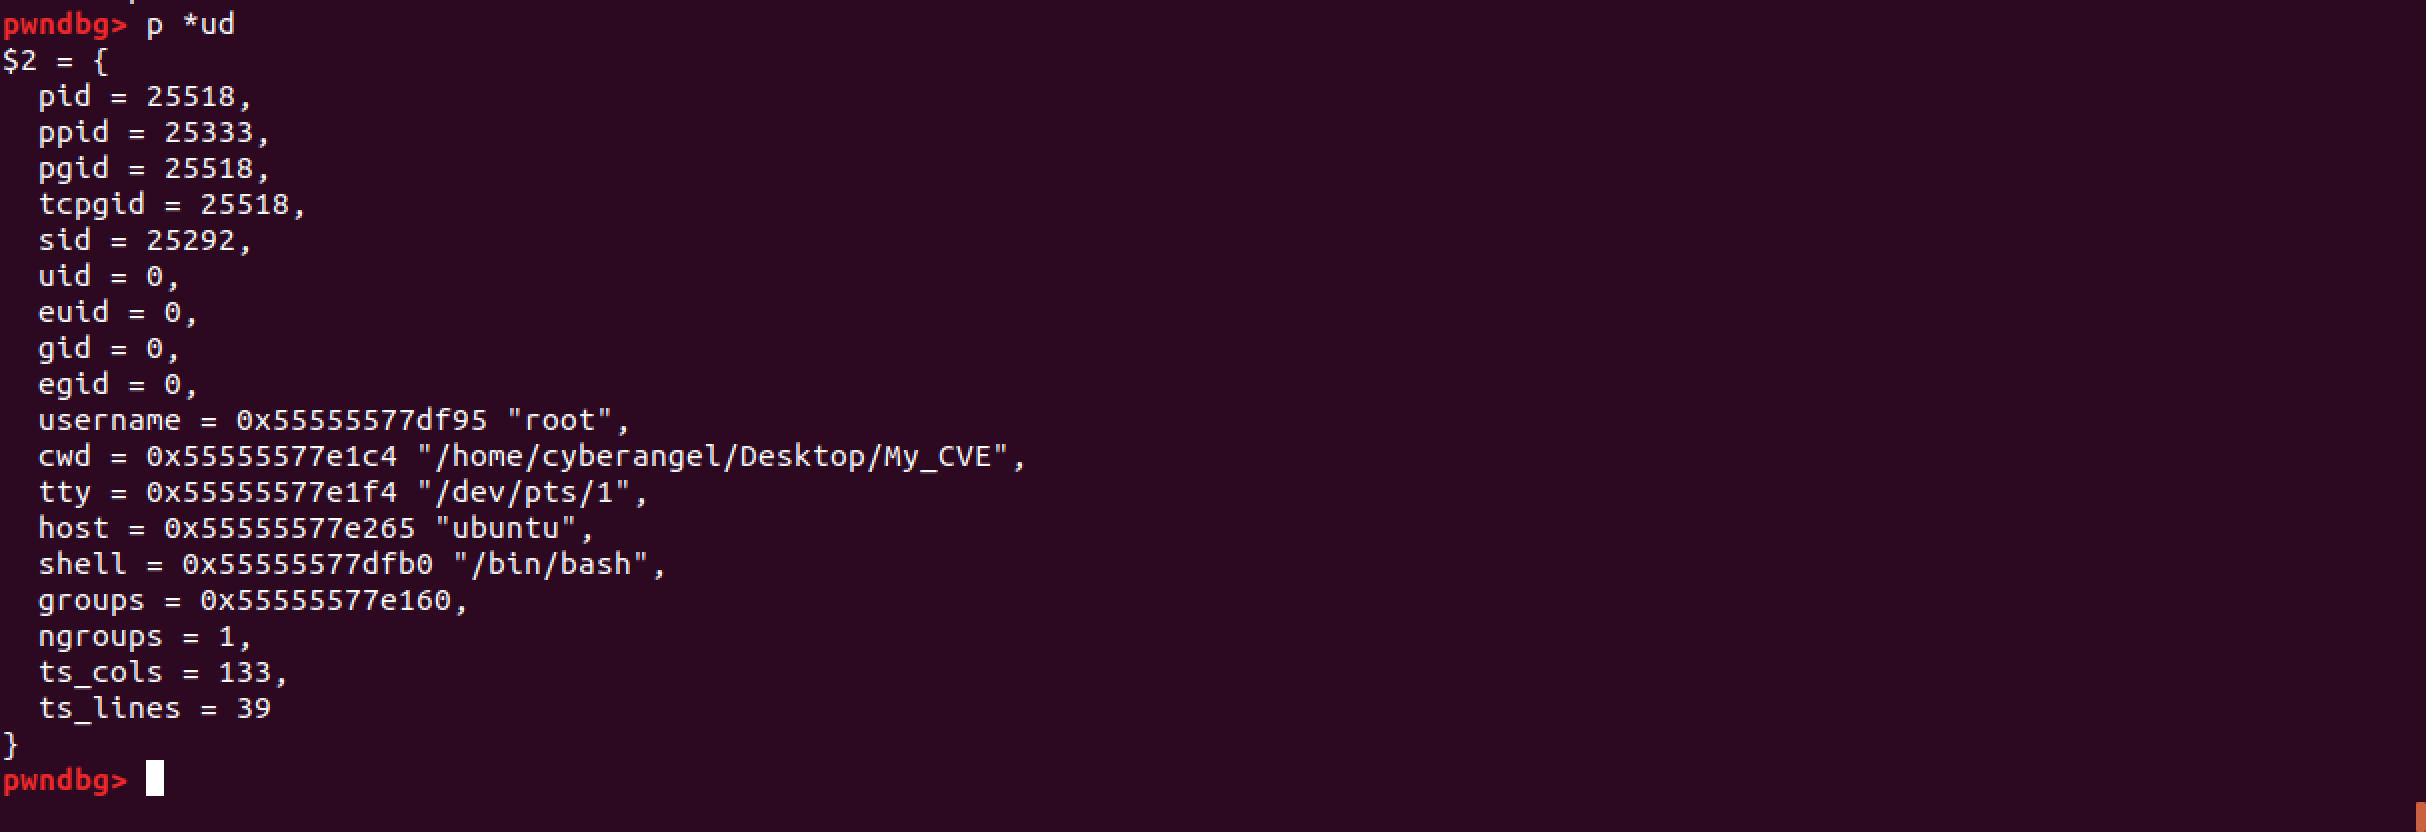 pwndbg> p *ud
$2 = {
  pid = 25518,
  ppid = 25333,
  pgid = 25518,
  tcpgid = 25518,
  sid = 25292,
  uid = 0,
  euid = 0,
  gid = 0,
  egid = 0,
  username = 0x55555577df95 "root",
  cwd = 0x55555577e1c4 "/home/cyberangel/Desktop/My_CVE",
  tty = 0x55555577e1f4 "/dev/pts/1",
  host = 0x55555577e265 "ubuntu",
  shell = 0x55555577dfb0 "/bin/bash",
  groups = 0x55555577e160,
  ngroups = 1,
  ts_cols = 133,
  ts_lines = 39
}
pwndbg>